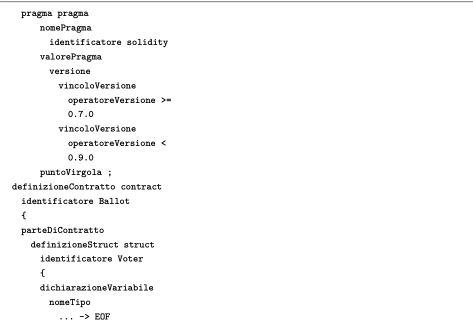 pragma pragma
nomePragma
identificatore solidity
valorePragma
versione
vincoloVersione
operatoreVersione >=
0.7.0
vincoloVersione
operatoreVersione <
0.9.0
puntoVirgola ;
definizioneContratto contract
identificatore Ballot
{
parteDiContratto
definizioneStruct struct
identificatore Voter
{
dichiarazioneVariabile
nomeTipo
... -> EOF